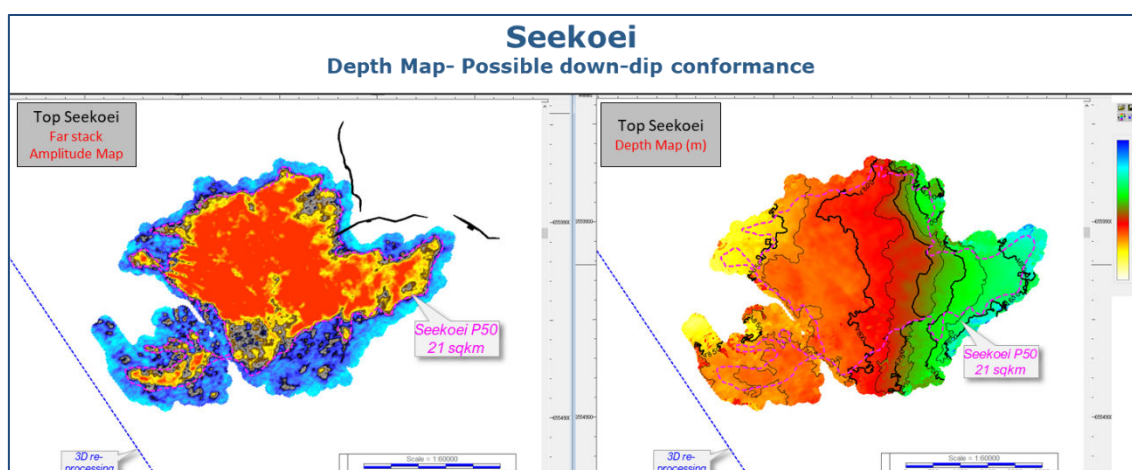 Seekoei
Depth Map- Possible down-dip conformance
Top Seekoei
Far stack
Amplitude Map
Seekoei P50
21 sqkm
3D re-
processing
Scale = 1:60000
Top Seekoei
Depth Map (m)
Seekoei P50
21 sqkm
3D re-
processing
Scale = 1:60000